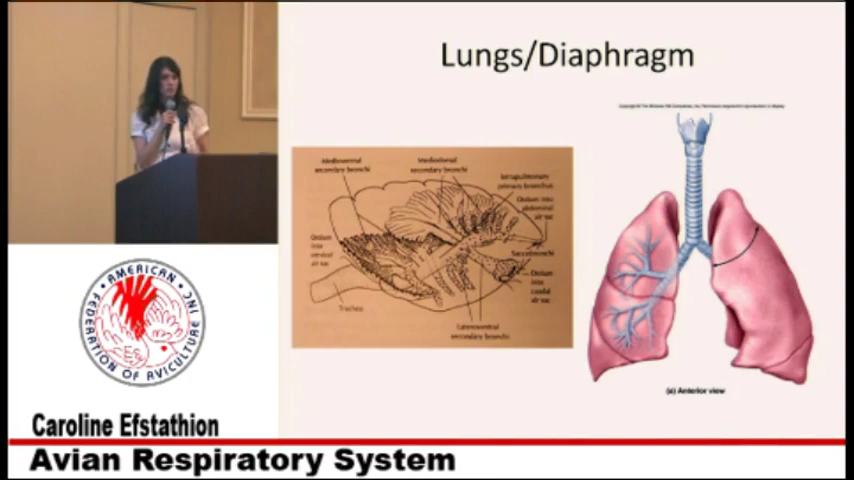 Lungs/Diaphragm
Medioventral
secondary bronchi
Mediodorsal
secondary bronchi
Intrapulmonary
primary bronchus
Ostium into
abdominal
air sac
Ostium
into
cervical
air sac
Saccobronchi
Ostium
into
caudal
air sac
Trachea
Lateroventral
secondary bronchi
(a) Anterior view
AMERICAN
FEDERATION OF AVICULTURE INC
Caroline Efstathion
Avian Respiratory System